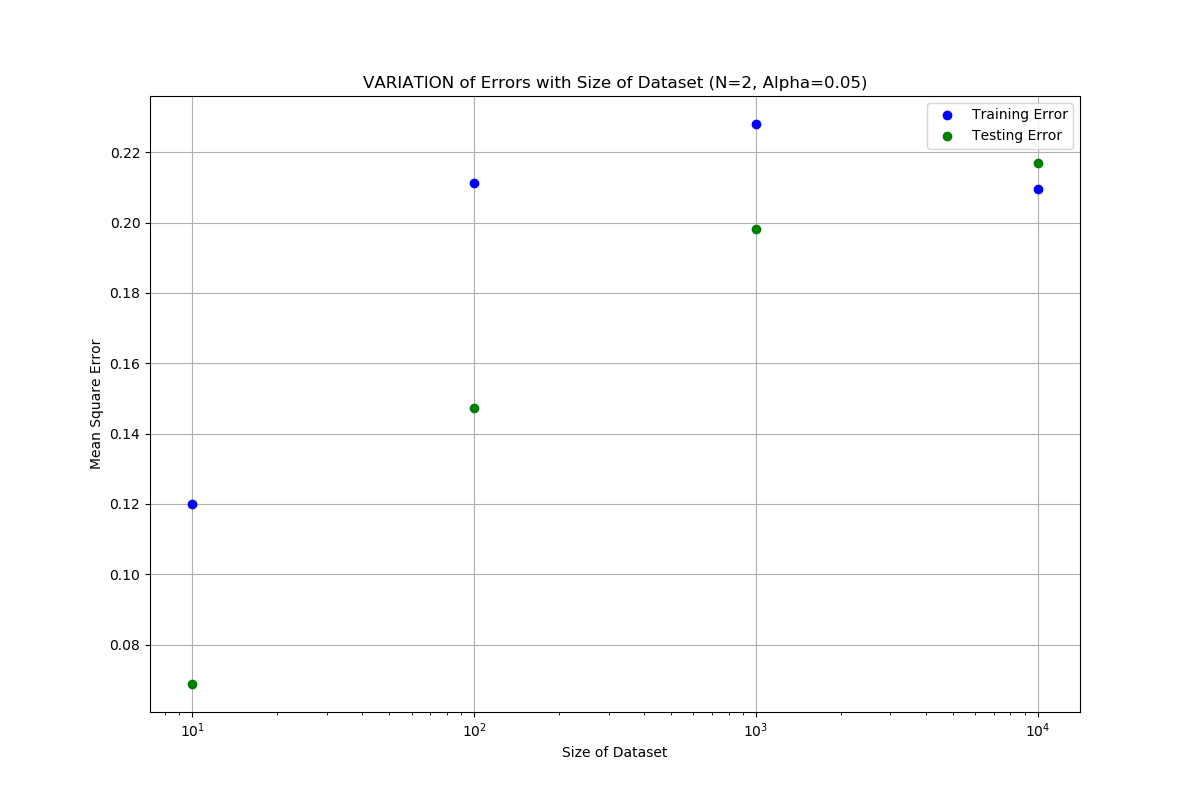 VARIATION of Errors with Size of Dataset (N=2, Alpha=0.05)
Training Error
Testing Error
0.22
0.20
0.18
0.16
0.14
0.12
0.10
0.08
Mean Square Error
10¹
10²
10³
10⁴
Size of Dataset